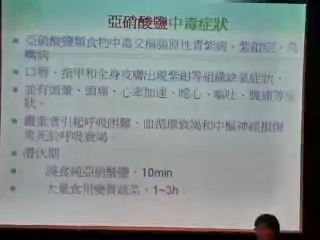 亞硝酸鹽中毒症狀
亞硝酸鹽類食物中毒又稱腸原性青紫病、紫紺症、烏
嘴病
口唇、指甲和全身皮膚出現紫紺等組織缺氧症狀，
並有頭暈、頭痛、心率加速、噁心、嘔吐、腹痛等症
狀。
嚴重者引起呼吸困難、血循環衰竭和中樞神經損傷
常死於呼吸衰竭。
潛伏期
誤食純亞硝酸鹽，10min
大量食用變質蔬菜，1~3h。